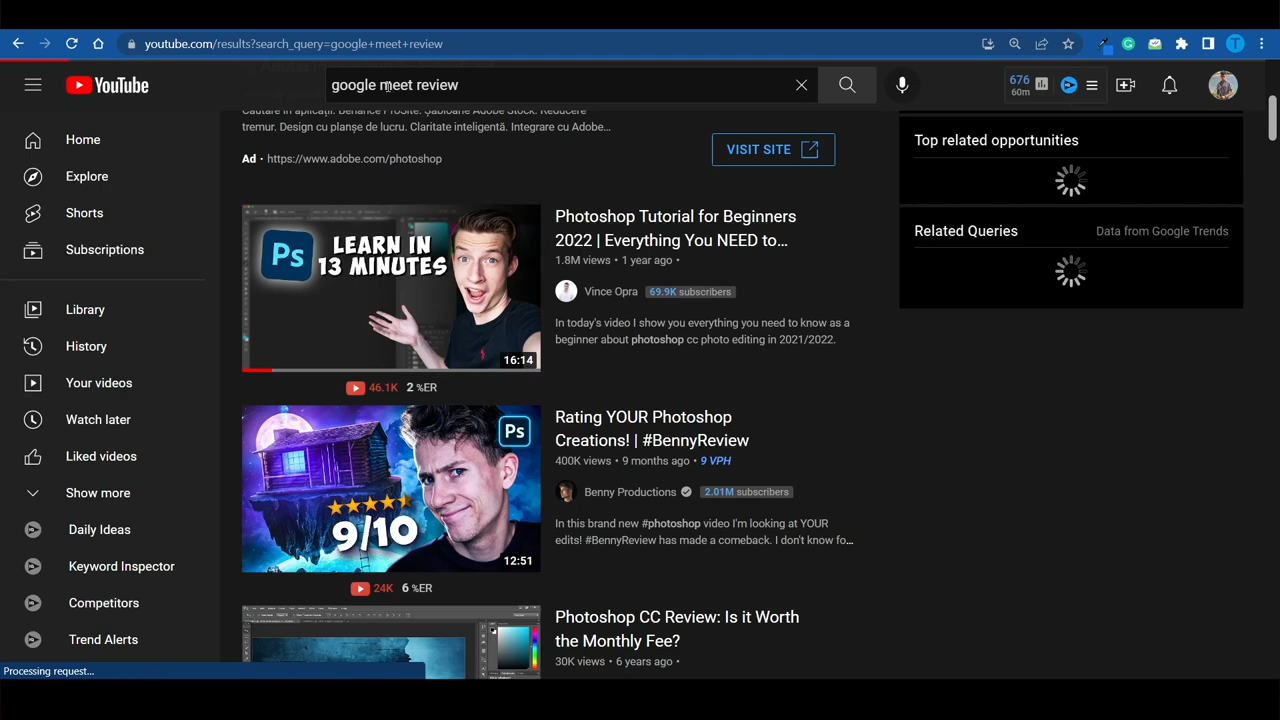 youtube.com/results?search_query=google+meet+review
YouTube
google meet review
676
60m
Home
Explore
Shorts
Subscriptions
Library
History
Your videos
Watch later
Liked videos
Show more
Daily Ideas
Keyword Inspector
Competitors
Trend Alerts
Processing request...
Căutare în aplicații. Behance ProSite. Șabloane Adobe Stock. Reducere
tremur. Design cu planșe de lucru. Claritate inteligentă. Integrare cu Adobe...
Ad · https://www.adobe.com/photoshop
VISIT SITE
Ps
LEARN IN
13 MINUTES
16:14
46.1K 2 %ER
Photoshop Tutorial for Beginners
2022 | Everything You NEED to...
1.8M views • 1 year ago •
Vince Opra 69.9K subscribers
In today's video I show you everything you need to know as a
beginner about photoshop cc photo editing in 2021/2022.
Ps
9/10
12:51
24K 6 %ER
Rating YOUR Photoshop
Creations! | #BennyReview
400K views • 9 months ago • 9 VPH
Benny Productions 2.01M subscribers
In this brand new #photoshop video I'm looking at YOUR
edits! #BennyReview has made a comeback. I don't know fo...
Photoshop CC Review: Is it Worth
the Monthly Fee?
30K views • 6 years ago •
Top related opportunities
Related Queries
Data from Google Trends
T